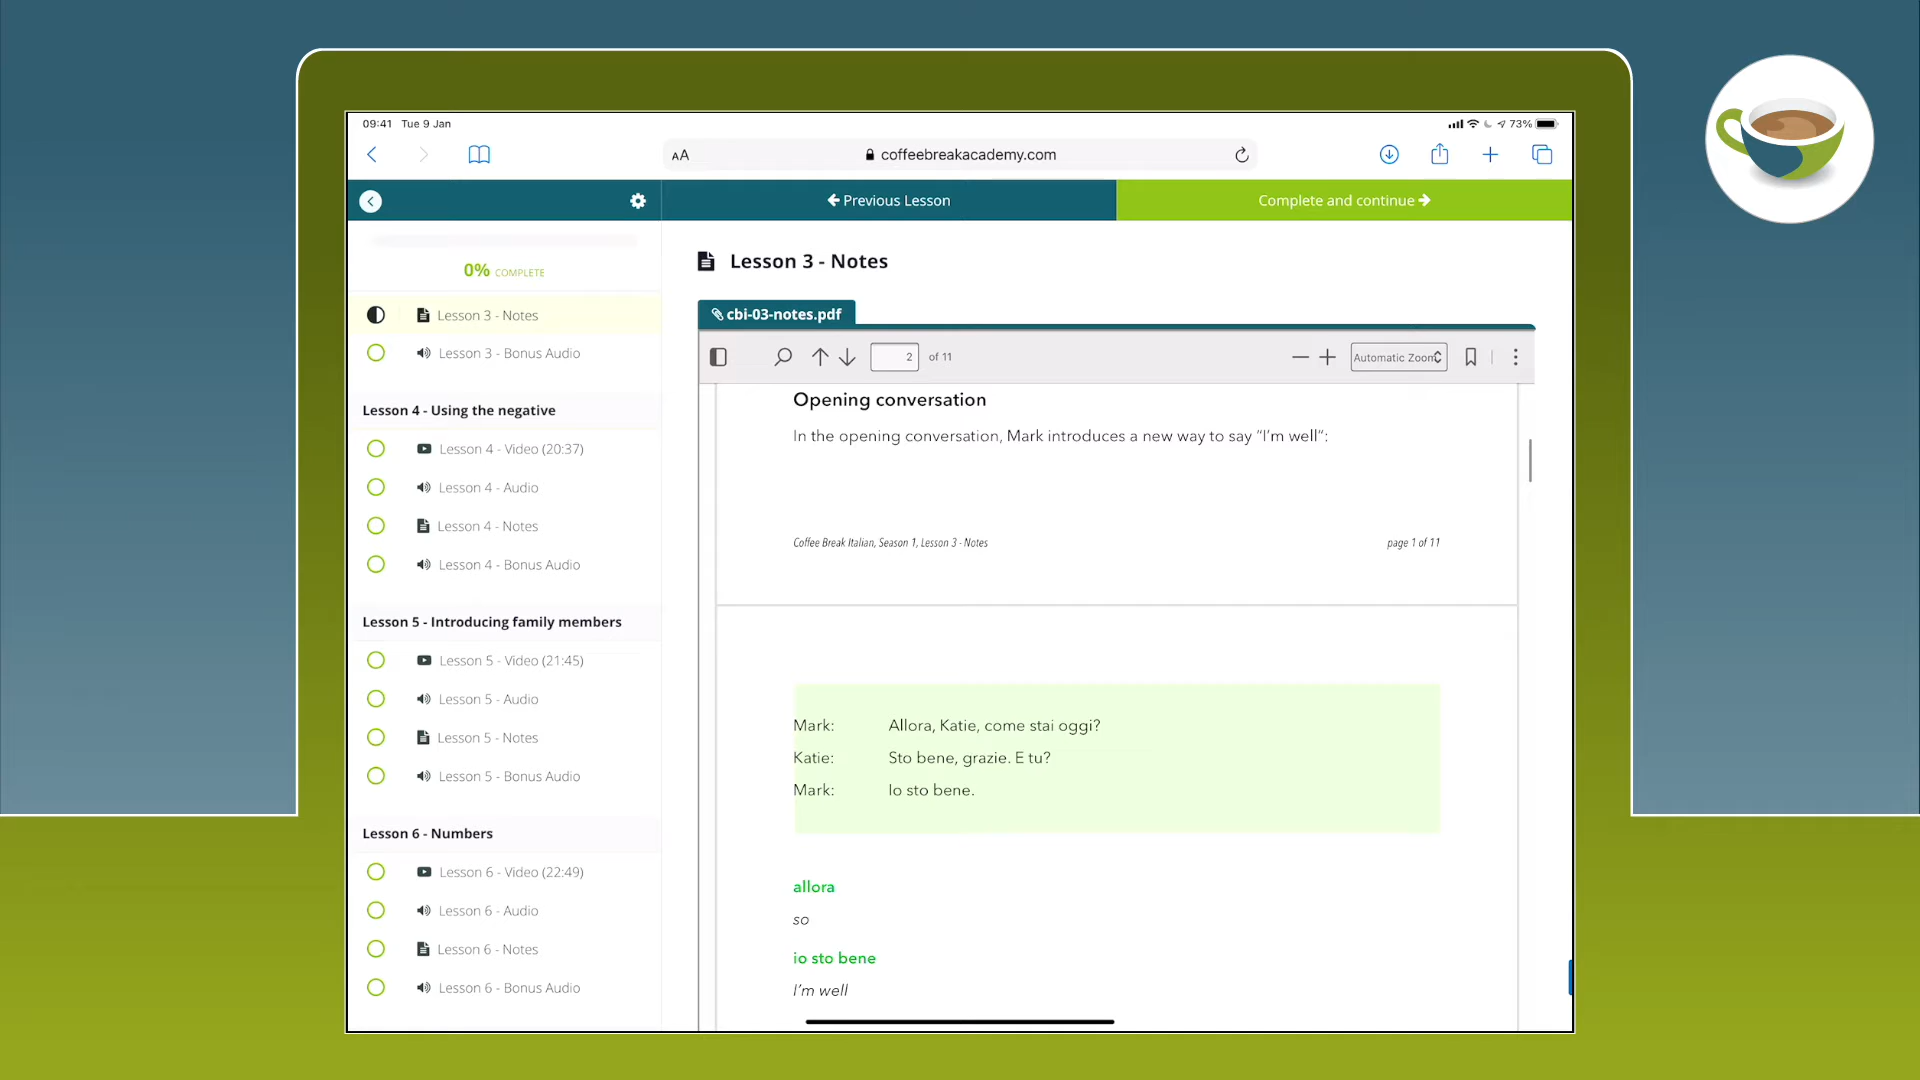 09:41 Tue 9 Jan
73%
AA
coffeebreakacademy.com
Previous Lesson
Complete and continue
0% COMPLETE
Lesson 3 - Notes
Lesson 3 - Bonus Audio
Lesson 4 - Using the negative
Lesson 4 - Video (20:37)
Lesson 4 - Audio
Lesson 4 - Notes
Lesson 4 - Bonus Audio
Lesson 5 - Introducing family members
Lesson 5 - Video (21:45)
Lesson 5 - Audio
Lesson 5 - Notes
Lesson 5 - Bonus Audio
Lesson 6 - Numbers
Lesson 6 - Video (22:49)
Lesson 6 - Audio
Lesson 6 - Notes
Lesson 6 - Bonus Audio
Lesson 3 - Notes
cbi-03-notes.pdf
2 of 11
Automatic Zoom
Opening conversation
In the opening conversation, Mark introduces a new way to say “I’m well”:
Coffee Break Italian, Season 1, Lesson 3 - Notes
page 1 of 11
Mark: Allora, Katie, come stai oggi?
Katie: Sto bene, grazie. E tu?
Mark: Io sto bene.
allora
so
io sto bene
I’m well